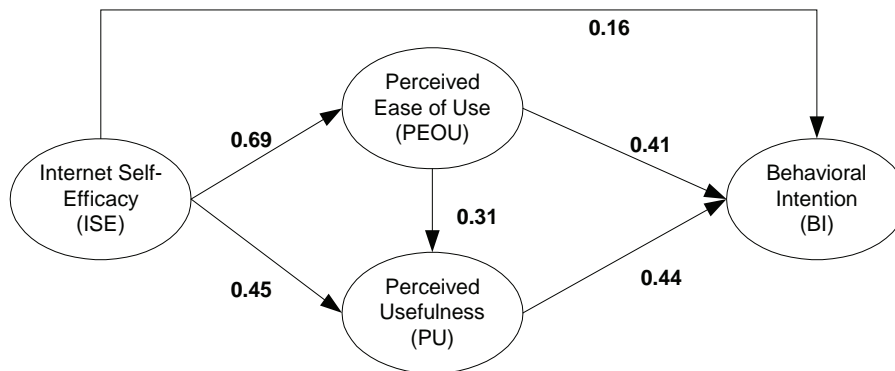 0.16
Perceived
Ease of Use
(PEOU)
0.69
0.41
Internet Self-
Efficacy
(ISE)
Behavioral
Intention
(BI)
0.31
0.45
Perceived
Usefulness
(PU)
0.44